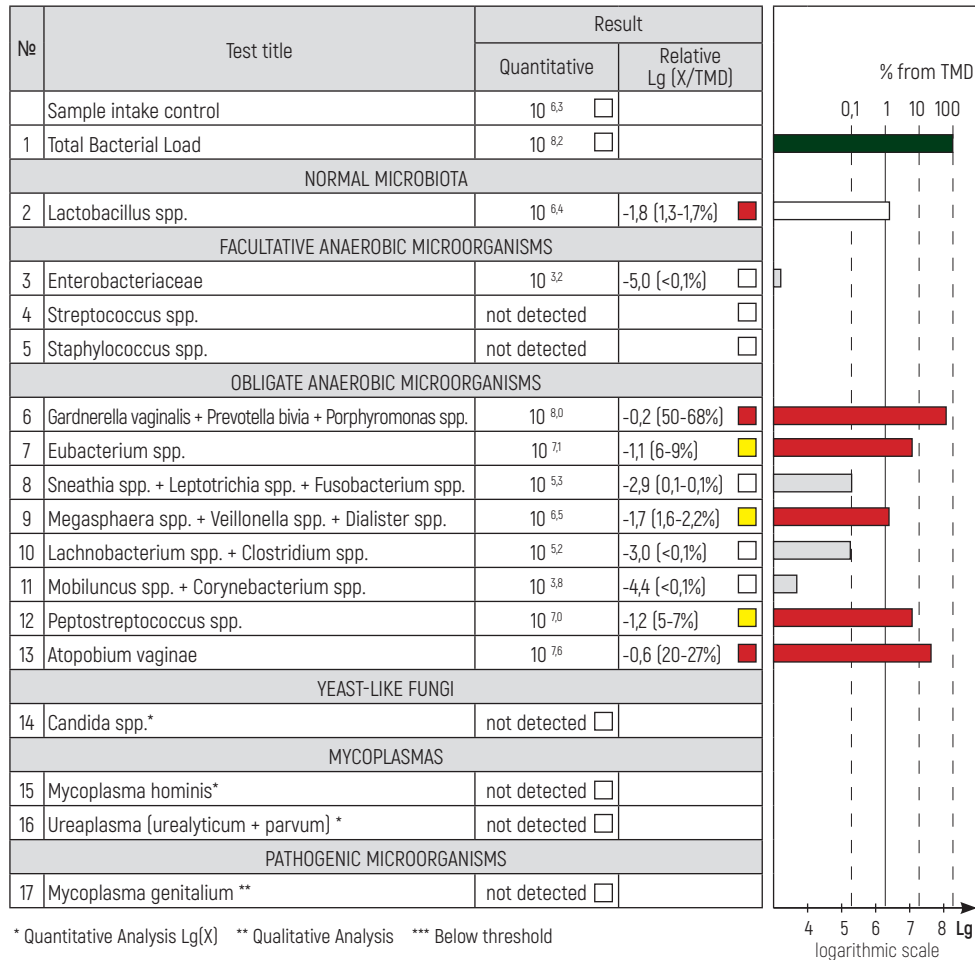 № Test title Result
Quantitative Relative Lg (X/TMD)
% from TMD
Sample intake control 10 6,3
0,1 1 10 100
1 Total Bacterial Load 10 8,2
NORMAL MICROBIOTA
2 Lactobacillus spp. 10 6,4 -1,8 (1,3-1,7%)
FACULTATIVE ANAEROBIC MICROORGANISMS
3 Enterobacteriaceae 10 3,2 -5,0 (<0,1%)
4 Streptococcus spp. not detected
5 Staphylococcus spp. not detected
OBLIGATE ANAEROBIC MICROORGANISMS
6 Gardnerella vaginalis + Prevotella bivia + Porphyromonas spp. 10 8,0 -0,2 (50-68%)
7 Eubacterium spp. 10 7,1 -1,1 (6-9%)
8 Sneathia spp. + Leptotrichia spp. + Fusobacterium spp. 10 5,3 -2,9 (0,1-0,1%)
9 Megasphaera spp. + Veillonella spp. + Dialister spp. 10 6,5 -1,7 (1,6-2,2%)
10 Lachnobacterium spp. + Clostridium spp. 10 5,2 -3,0 (<0,1%)
11 Mobiluncus spp. + Corynebacterium spp. 10 3,8 -4,4 (<0,1%)
12 Peptostreptococcus spp. 10 7,0 -1,2 (5-7%)
13 Atopobium vaginae 10 7,6 -0,6 (20-27%)
YEAST-LIKE FUNGI
14 Candida spp.* not detected
MYCOPLASMAS
15 Mycoplasma hominis* not detected
16 Ureaplasma (urealyticum + parvum) * not detected
PATHOGENIC MICROORGANISMS
17 Mycoplasma genitalium ** not detected
4 5 6 7 8 Lg
logarithmic scale
* Quantitative Analysis Lg(X) ** Qualitative Analysis *** Below threshold